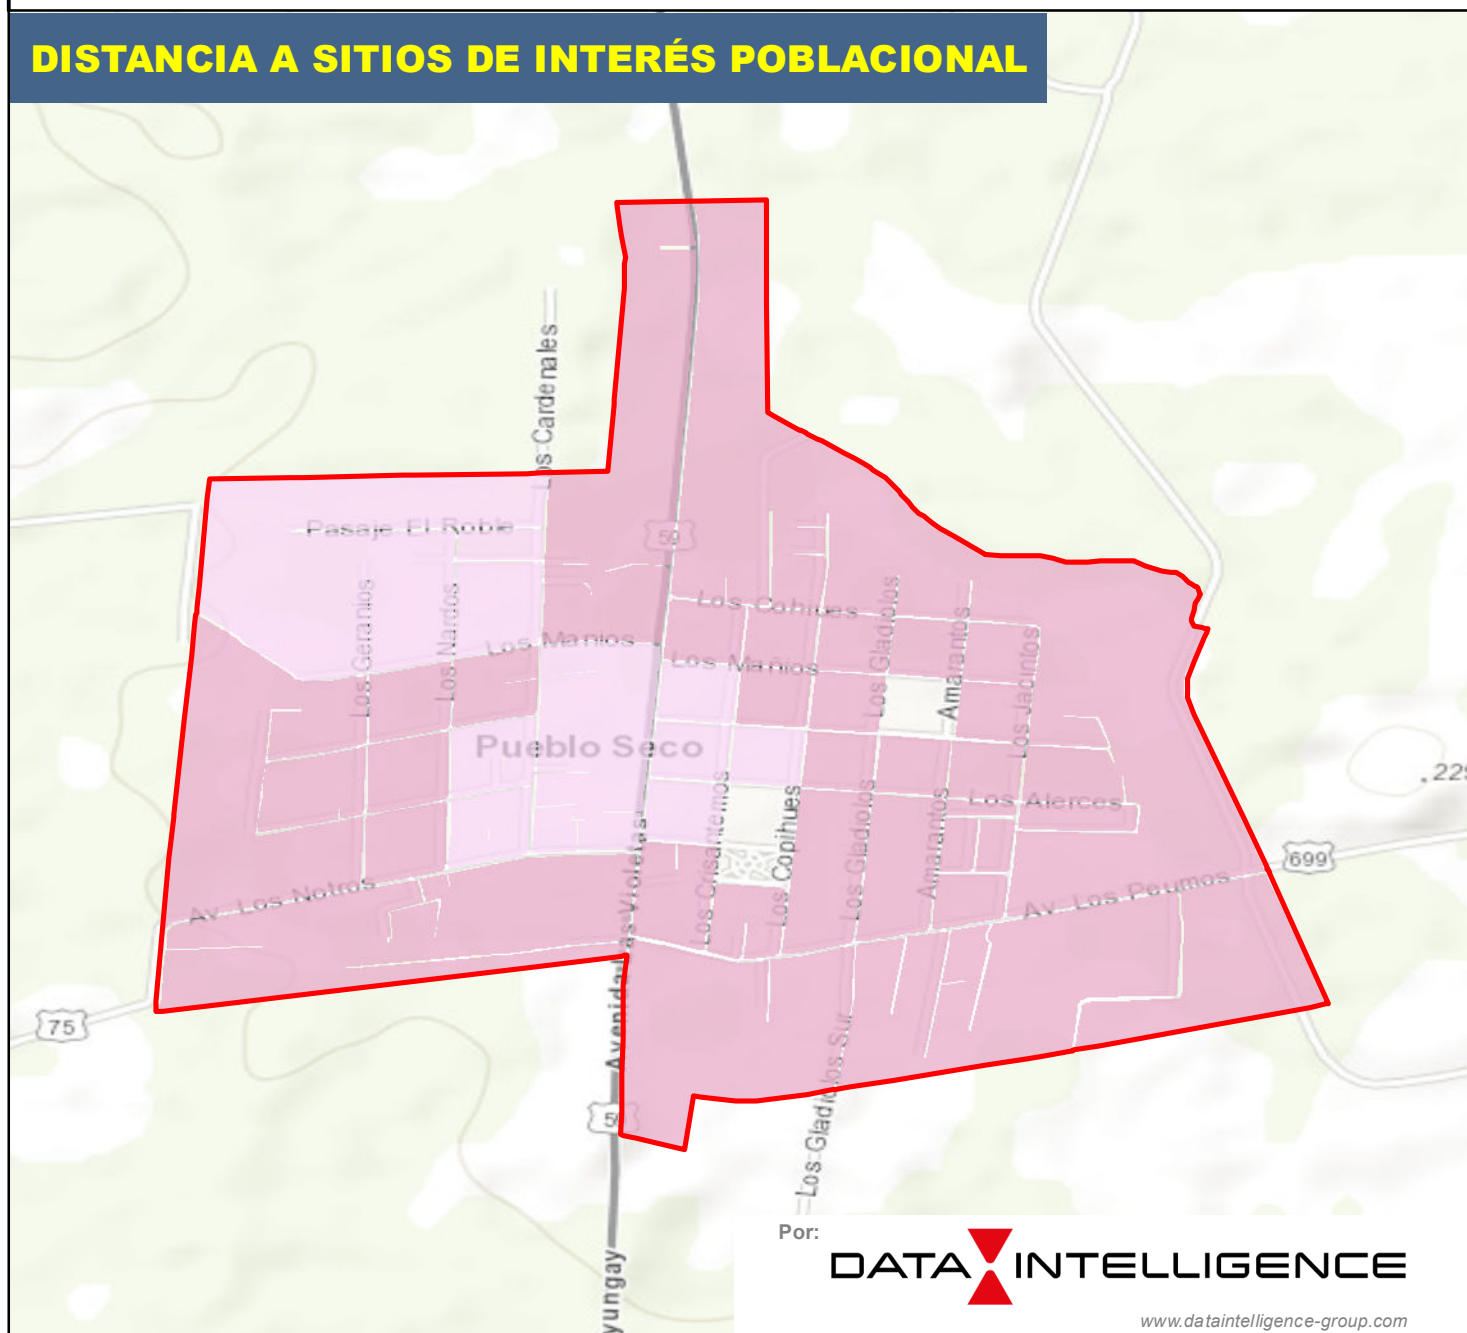 DISTANCIA A SITIOS DE INTERÉS POBLACIONAL
Los Cardenales
Pasaje El Roble
59
Los Geranios
Los Nardos
Los Manios
Los Gladiolos
Amarantos
Los Jacintos
Los Mañios
Pueblo Seco
229
Los Alerces
Los Crisantemos
Copihues
Los
Los Gladiolos
Amarantos
Avenida Las Violetas
699
Av Los Notros
Av Los Peumos
75
Los Gladiolos Sur
yungay
Por:
DATA INTELLIGENCE
www.dataintelligence-group.com